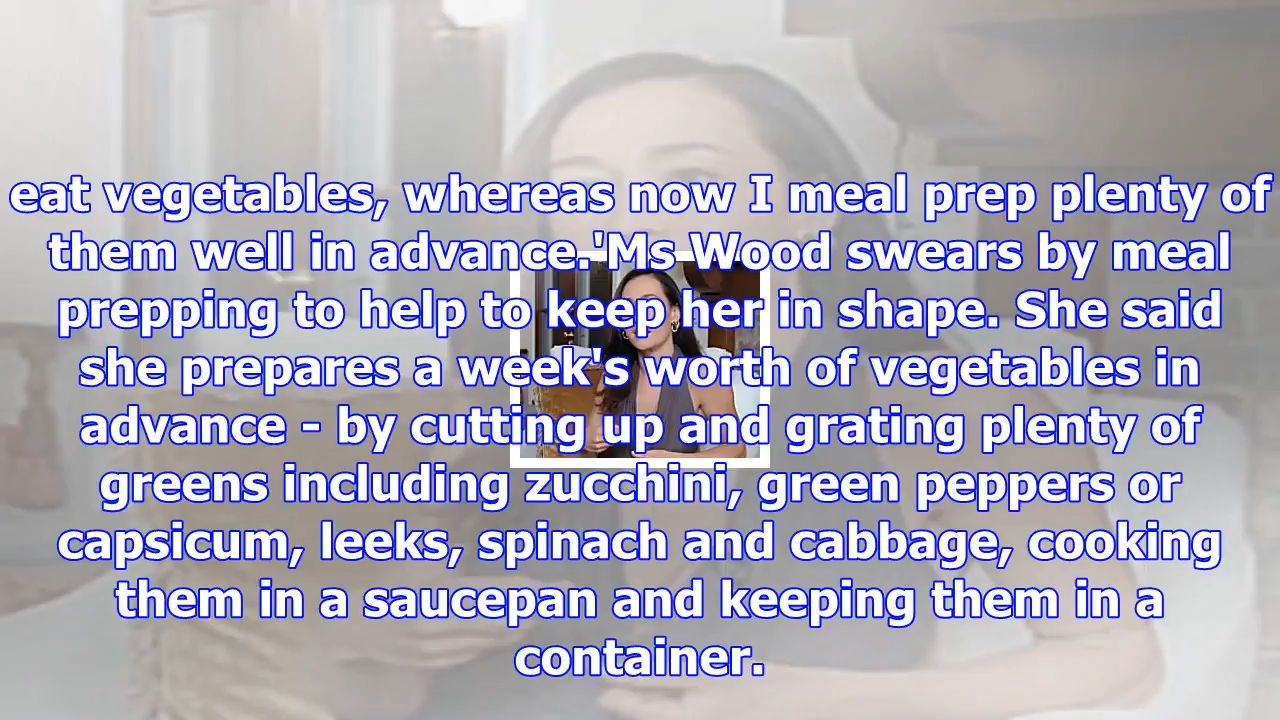 eat vegetables, whereas now I meal prep plenty of
them well in advance.'Ms Wood swears by meal
prepping to help to keep her in shape. She said
she prepares a week's worth of vegetables in
advance - by cutting up and grating plenty of
greens including zucchini, green peppers or
capsicum, leeks, spinach and cabbage, cooking
them in a saucepan and keeping them in a
container.